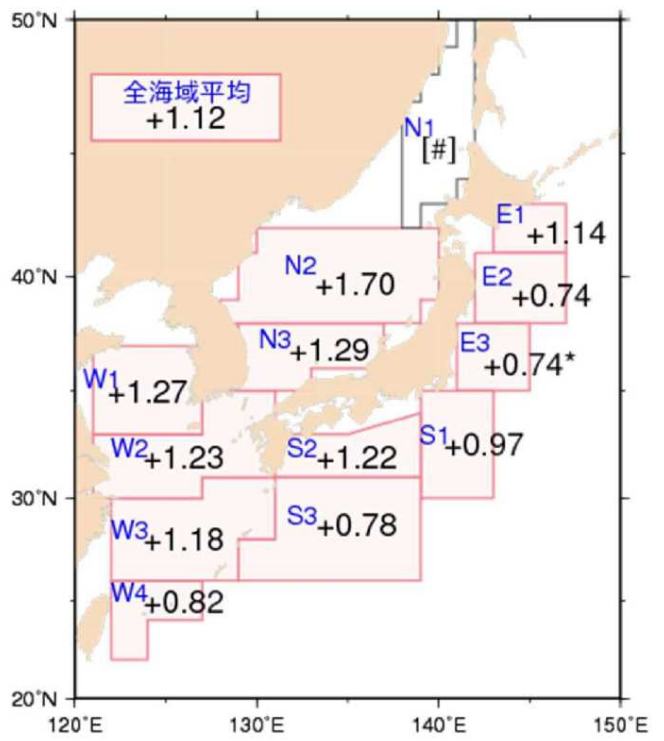 50°N
全海域平均
+1.12
N1
[#]
E1
+1.14
N2
+1.70
40°N
E2
+0.74
N3
+1.29
E3
+0.74*
W1
+1.27
W2
+1.23
S2
+1.22
S1
+0.97
30°N
W3
+1.18
S3
+0.78
W4
+0.82
20°N
120°E
130°E
140°E
150°E